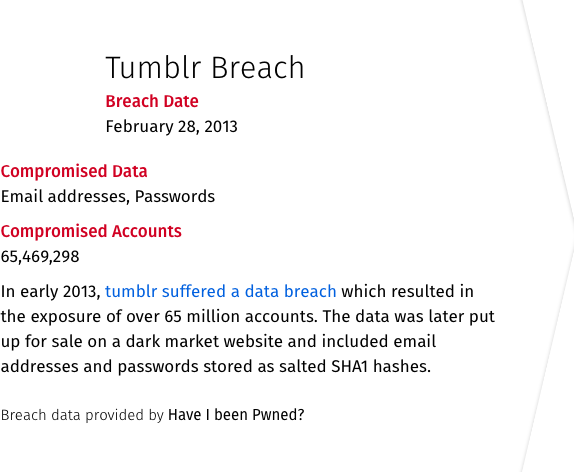 Tumblr Breach
Breach Date
February 28, 2013
Compromised Data
Email addresses, Passwords
Compromised Accounts
65,469,298
In early 2013, tumblr suffered a data breach which resulted in
the exposure of over 65 million accounts. The data was later put
up for sale on a dark market website and included email
addresses and passwords stored as salted SHA1 hashes.
Breach data provided by Have I been Pwned?